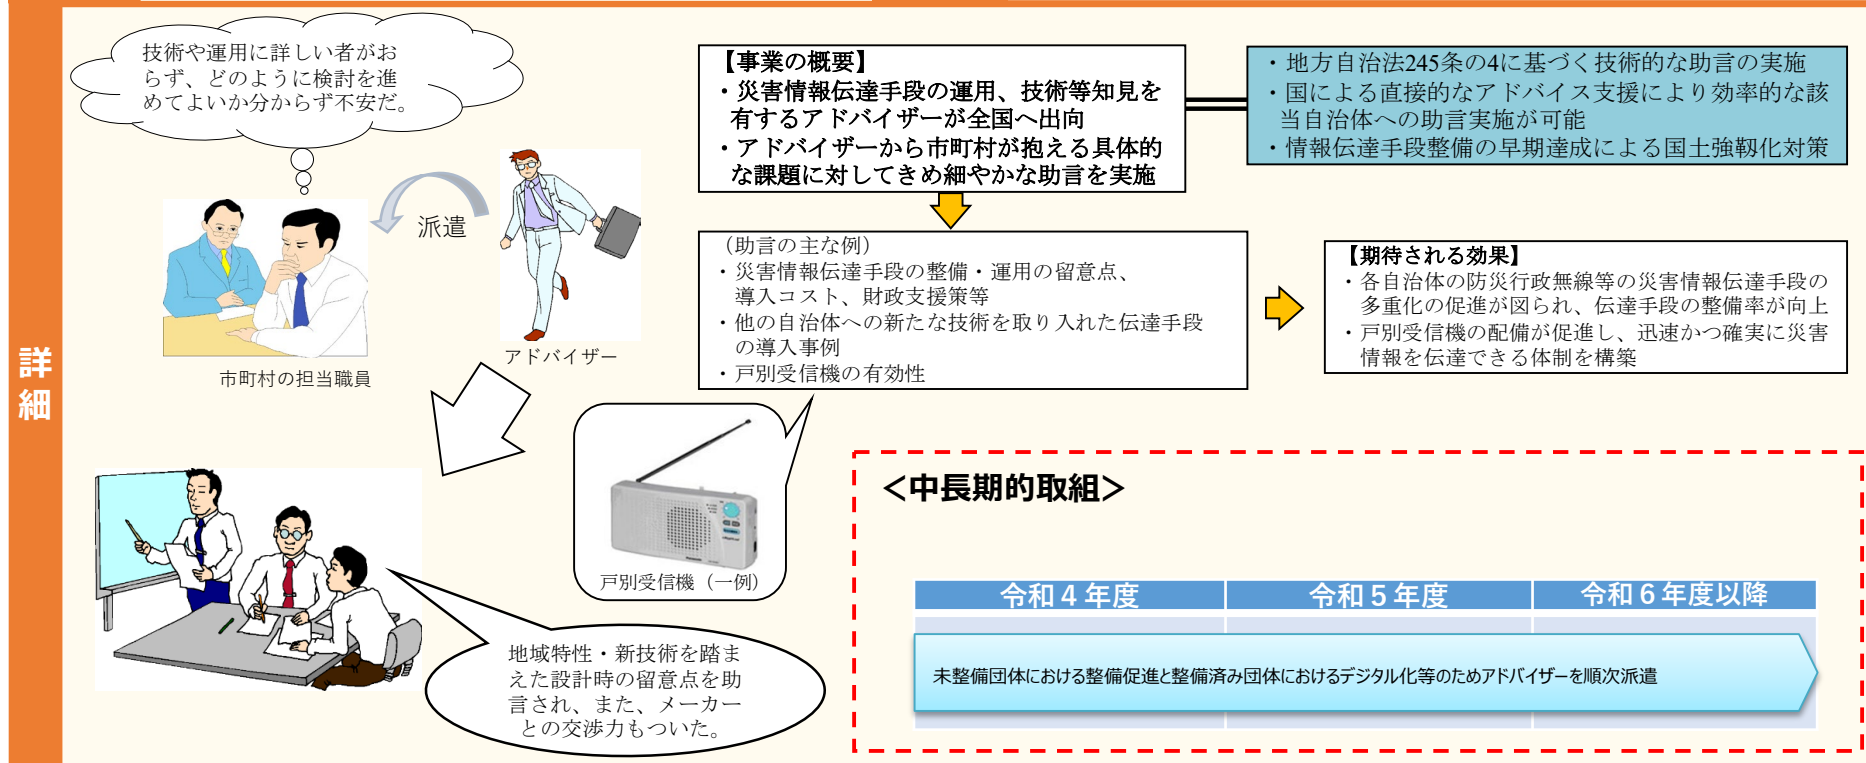 詳細
技術や運用に詳しい者がお
らず、どのように検討を進
めてよいか分からず不安だ。
派遣
市町村の担当職員
アドバイザー
【事業の概要】
・災害情報伝達手段の運用、技術等知見を
有するアドバイザーが全国へ出向
・アドバイザーから市町村が抱える具体的
な課題に対してきめ細やかな助言を実施
・地方自治法245条の4に基づく技術的な助言の実施
・国による直接的なアドバイス支援により効率的な該
当自治体への助言実施が可能
・情報伝達手段整備の早期達成による国土強靱化対策
（助言の主な例）
・災害情報伝達手段の整備・運用の留意点、
導入コスト、財政支援策等
・他の自治体への新たな技術を取り入れた伝達手段
の導入事例
・戸別受信機の有効性
【期待される効果】
・各自治体の防災行政無線等の災害情報伝達手段の
多重化の促進が図られ、伝達手段の整備率が向上
・戸別受信機の配備が促進し、迅速かつ確実に災害
情報を伝達できる体制を構築
戸別受信機（一例）
地域特性・新技術を踏ま
えた設計時の留意点を助
言され、また、メーカー
との交渉力もついた。
＜中長期的取組＞
令和４年度
令和５年度
令和６年度以降
未整備団体における整備促進と整備済み団体におけるデジタル化等のためアドバイザーを順次派遣